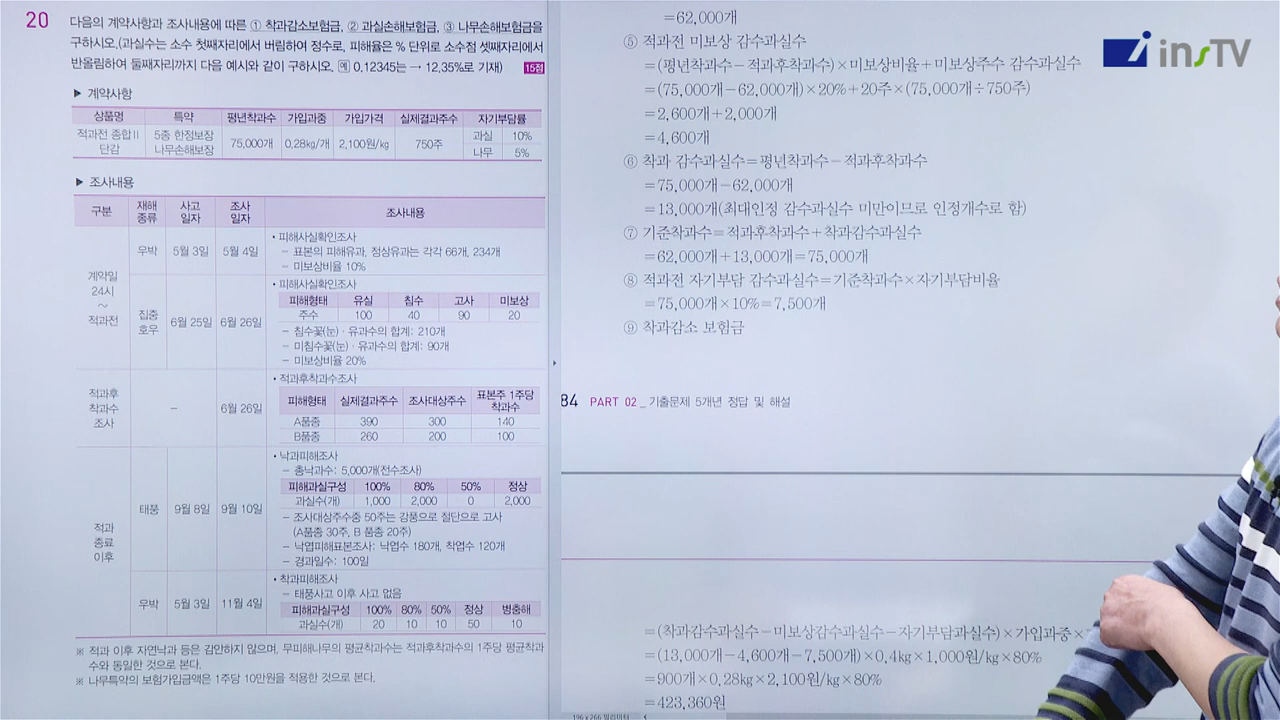 20
다음의 계약사항과 조사내용에 따른 ① 착과감소보험금, ② 과실손해보험금, ③ 나무손해보험금을
구하시오.(과실수는 소수 첫째자리에서 버림하여 정수로, 피해율은 % 단위로 소수점 셋째자리에서
반올림하여 둘째자리까지 다음 예시와 같이 구하시오. 예 0.12345는 → 12.35%로 기재) 15점
▶ 계약사항
상품명 특약 평년착과수 가입과중 가입가격 실제결과주수 자기부담률
적과전 종합Ⅱ 단감 5종 한정보장 나무손해보장 75,000개 0.28kg/개 2,100원/kg 750주 과실 10%
나무 5%
▶ 조사내용
구분 재해종류 사고일자 조사일자 조사내용
계약일 24시 ~ 적과전
우박 5월 3일 5월 4일
• 피해사실확인조사
– 표본의 피해유과, 정상유과는 각각 66개, 234개
– 미보상비율 10%
집중호우 6월 25일 6월 26일
• 피해사실확인조사
피해형태 유실 침수 고사 미보상
주수 100 40 90 20
– 침수꽃(눈)·유과수의 합계: 210개
– 미침수꽃(눈)·유과수의 합계: 90개
– 미보상비율 20%
적과후 착과수 조사 – 6월 26일
• 적과후착과수조사
피해형태 실제결과주수 조사대상주수 표본주 1주당 착과수
A품종 390 300 140
B품종 260 200 100
적과 종료 이후
태풍 9월 8일 9월 10일
• 낙과피해조사
– 총낙과수: 5,000개(전수조사)
피해과실구성 100% 80% 50% 정상
과실수(개) 1,000 2,000 0 2,000
– 조사대상주수중 50주는 강풍으로 절단으로 고사
(A품종 30주, B 품종 20주)
– 낙엽피해표본조사: 낙엽수 180개, 착엽수 120개
– 경과일수: 100일
우박 5월 3일 11월 4일
• 착과피해조사
– 태풍사고 이후 사고 없음
피해과실구성 100% 80% 50% 정상 병충해
과실수(개) 20 10 10 50 10
※ 적과 이후 자연낙과 등은 감안하지 않으며, 무피해나무의 평균착과수는 적과후착과수의 1주당 평균착과
수와 동일한 것으로 본다.
※ 나무특약의 보험가입금액은 1주당 10만원을 적용한 것으로 본다.
=62,000개
⑤ 적과전 미보상 감수과실수
=(평년착과수−적과후착과수)×미보상비율+미보상주수 감수과실수
=(75,000개−62,000개)×20%+20주×(75,000개÷750주)
=2,600개+2,000개
=4,600개
⑥ 착과 감수과실수=평년착과수−적과후착과수
=75,000개−62,000개
=13,000개(최대인정 감수과실수 미만이므로 인정개수로 함)
⑦ 기준착과수=적과후착과수+착과감수과실수
=62,000개+13,000개=75,000개
⑧ 적과전 자기부담 감수과실수=기준착과수×자기부담비율
=75,000개×10%=7,500개
⑨ 착과감소 보험금
84 PART 02 _ 기출문제 5개년 정답 및 해설
=(착과감수과실수−미보상감수과실수−자기부담과실수)×가입과중×
=(13,000개−4,600개−7,500개)×0.4kg×1,000원/kg×80%
=900개×0.28kg×2,100원/kg×80%
=423,360원
196 x 266 밀리미터
insTV